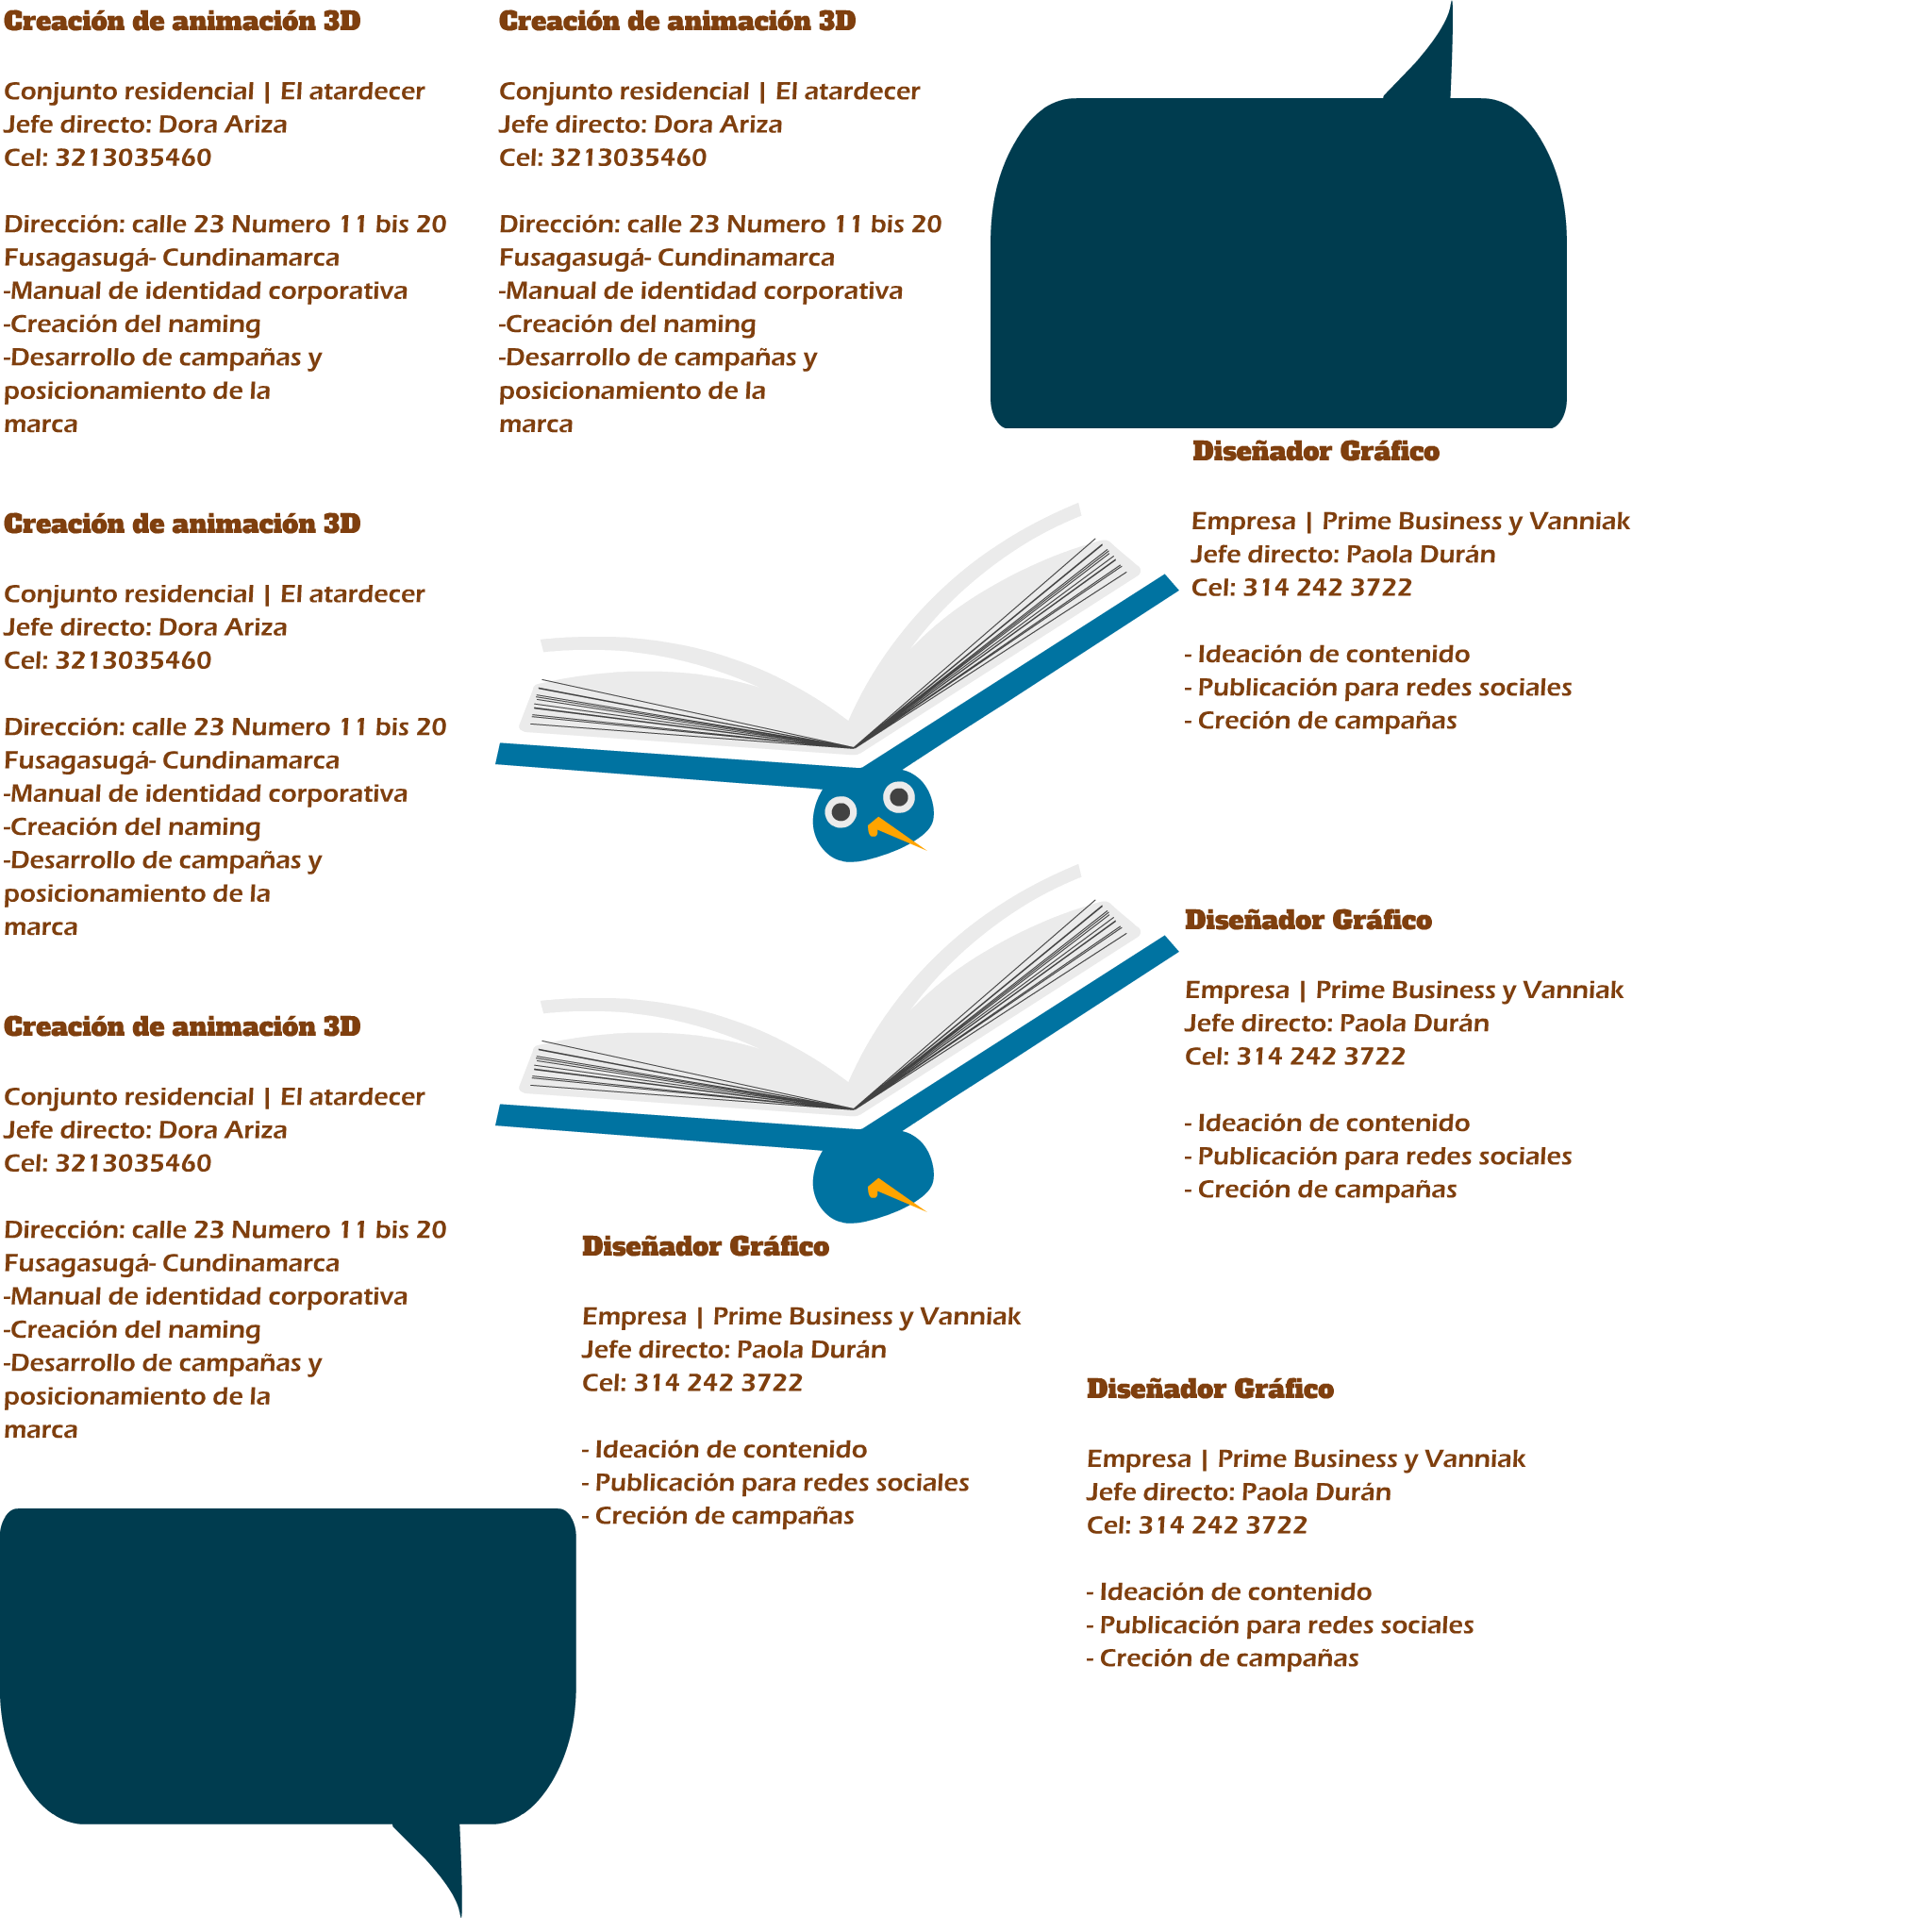 Creación de animación 3D
Conjunto residencial | El atardecer
Jefe directo: Dora Ariza
Cel: 3213035460
Dirección: calle 23 Numero 11 bis 20
Fusagasugá- Cundinamarca
-Manual de identidad corporativa
-Creación del naming
-Desarrollo de campañas y
posicionamiento de la
marca
Creación de animación 3D
Conjunto residencial | El atardecer
Jefe directo: Dora Ariza
Cel: 3213035460
Dirección: calle 23 Numero 11 bis 20
Fusagasugá- Cundinamarca
-Manual de identidad corporativa
-Creación del naming
-Desarrollo de campañas y
posicionamiento de la
marca
Creación de animación 3D
Conjunto residencial | El atardecer
Jefe directo: Dora Ariza
Cel: 3213035460
Dirección: calle 23 Numero 11 bis 20
Fusagasugá- Cundinamarca
-Manual de identidad corporativa
-Creación del naming
-Desarrollo de campañas y
posicionamiento de la
marca
Creación de animación 3D
Conjunto residencial | El atardecer
Jefe directo: Dora Ariza
Cel: 3213035460
Dirección: calle 23 Numero 11 bis 20
Fusagasugá- Cundinamarca
-Manual de identidad corporativa
-Creación del naming
-Desarrollo de campañas y
posicionamiento de la
marca
Diseñador Gráfico
Empresa | Prime Business y Vanniak
Jefe directo: Paola Durán
Cel: 314 242 3722
- Ideación de contenido
- Publicación para redes sociales
- Creción de campañas
Diseñador Gráfico
Empresa | Prime Business y Vanniak
Jefe directo: Paola Durán
Cel: 314 242 3722
- Ideación de contenido
- Publicación para redes sociales
- Creción de campañas
Diseñador Gráfico
Empresa | Prime Business y Vanniak
Jefe directo: Paola Durán
Cel: 314 242 3722
- Ideación de contenido
- Publicación para redes sociales
- Creción de campañas
Diseñador Gráfico
Empresa | Prime Business y Vanniak
Jefe directo: Paola Durán
Cel: 314 242 3722
- Ideación de contenido
- Publicación para redes sociales
- Creción de campañas